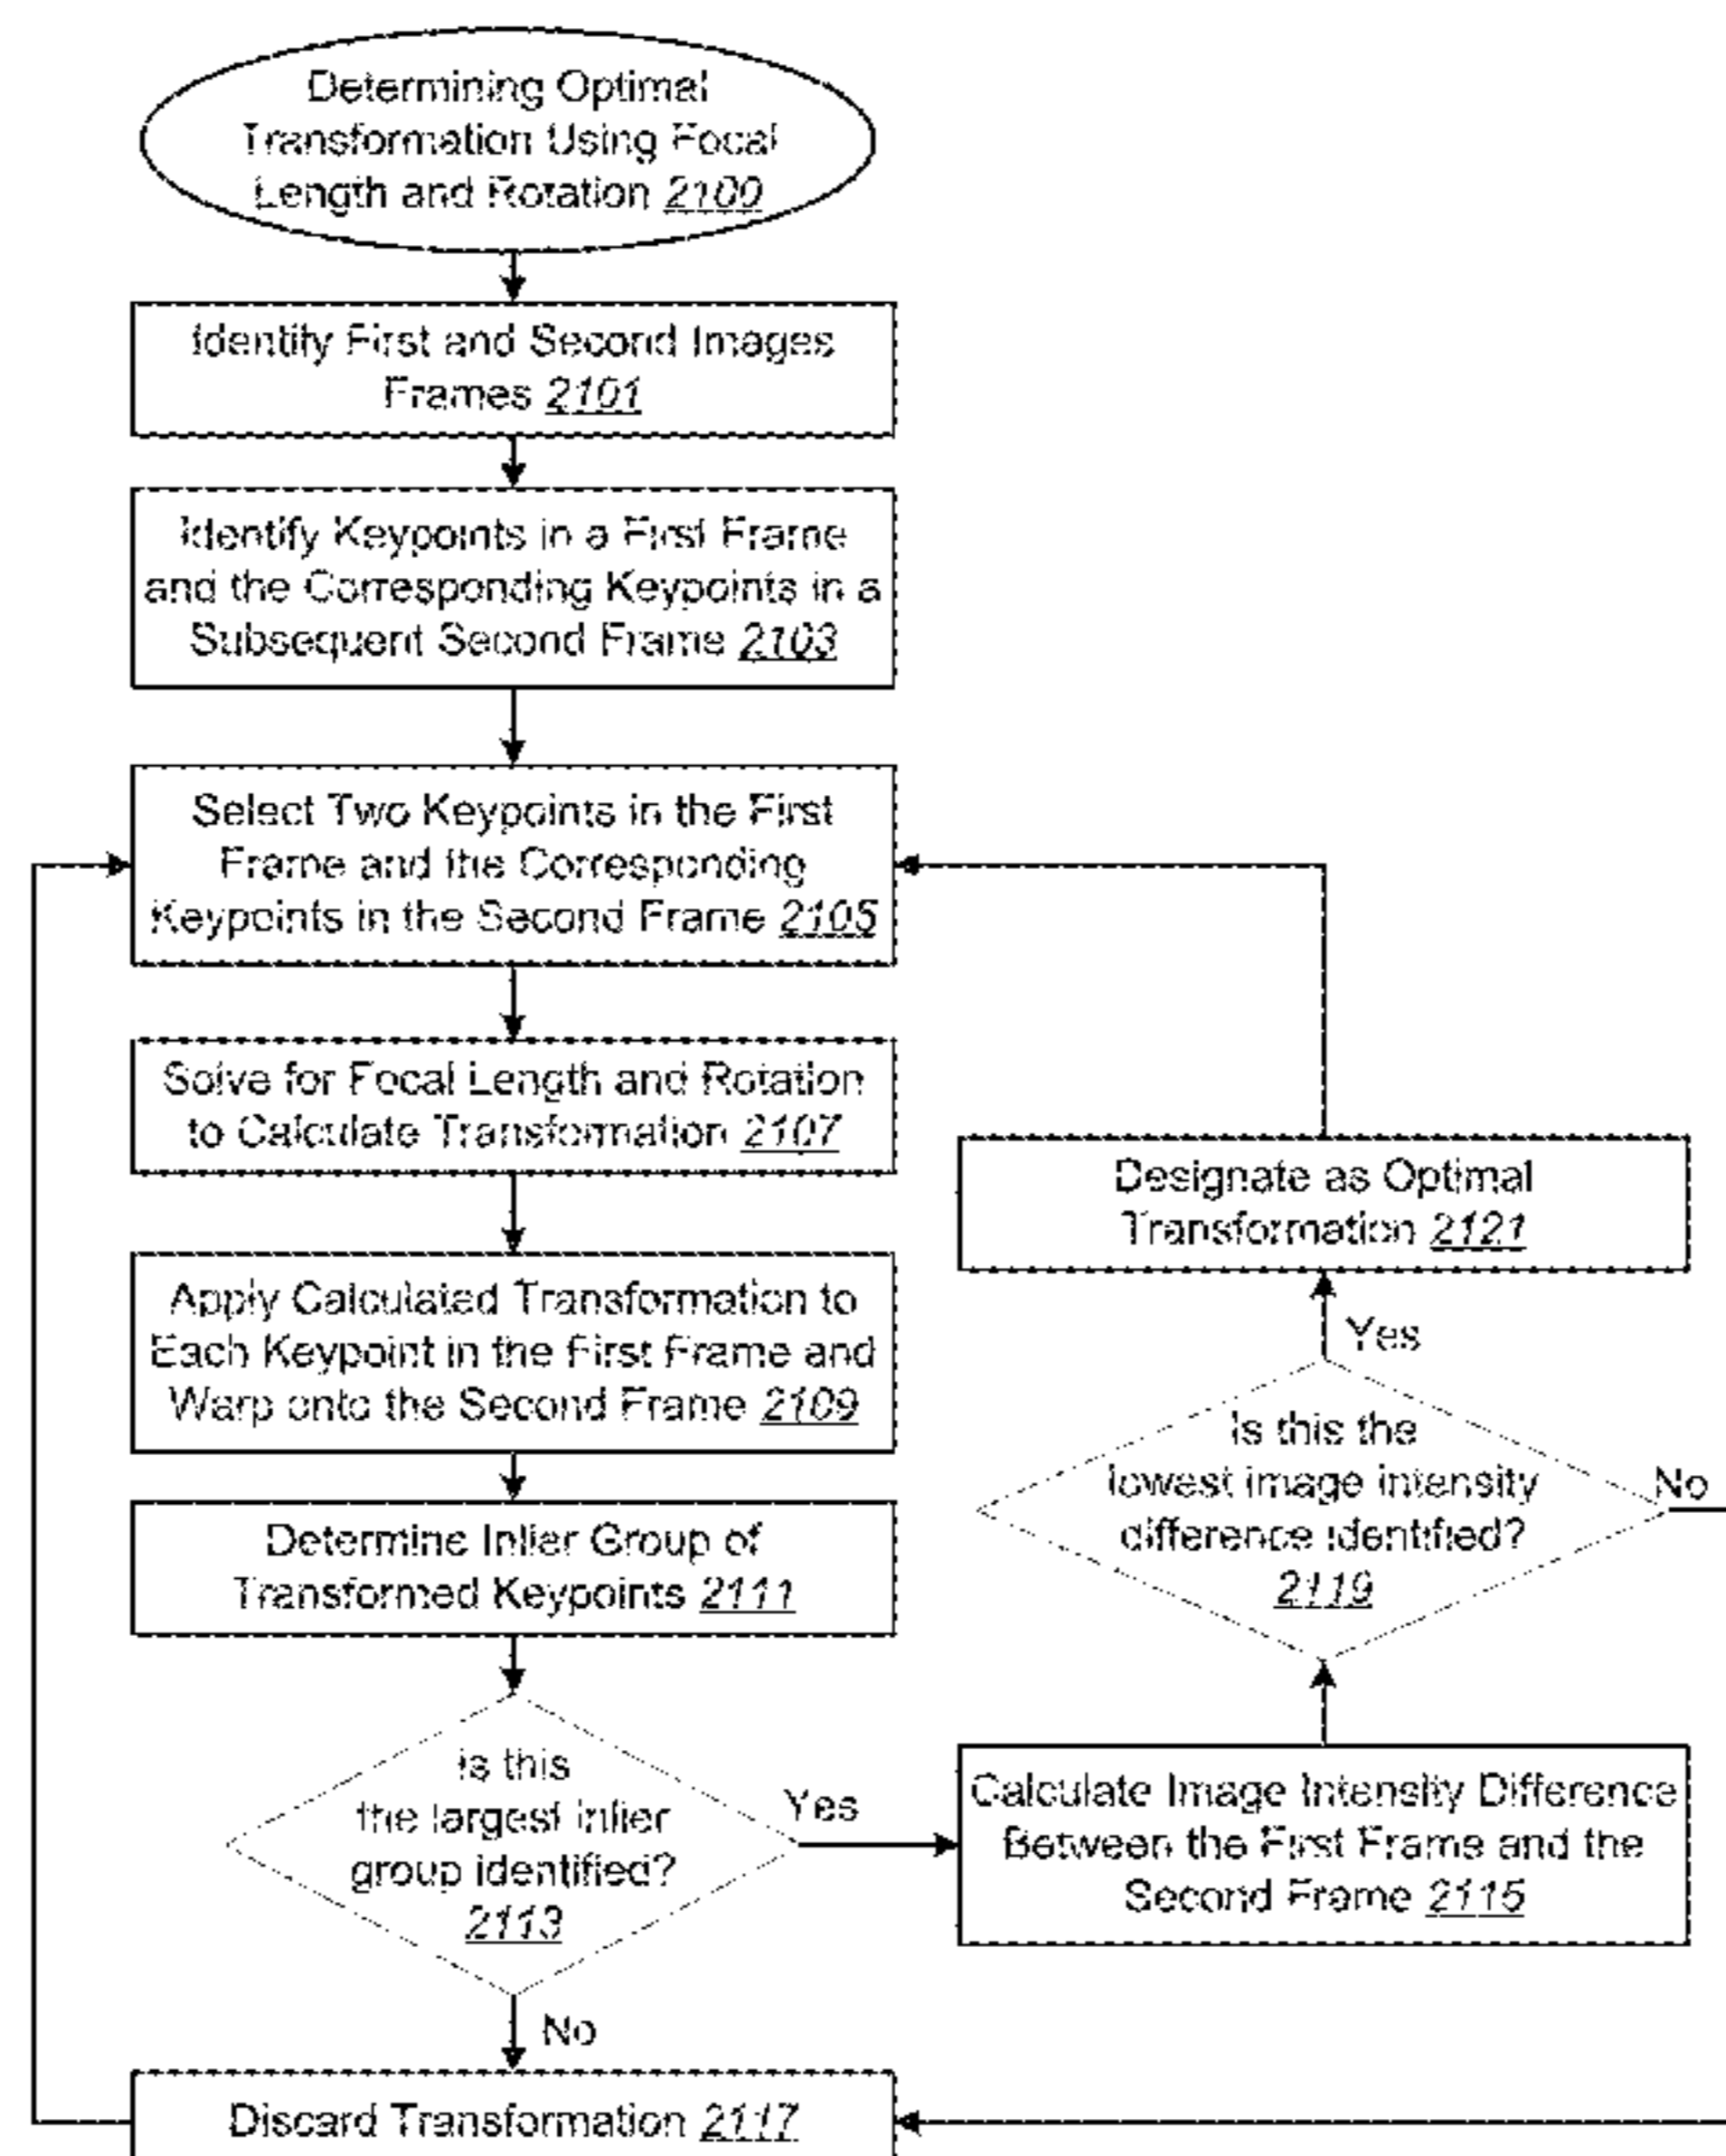 Determining Optimal
Transformation Using Focal
Length and Rotation 2100
Identify First and Second Images
Frames 2101
Identify Keypoints in a First Frame
and the Corresponding Keypoints in a
Subsequent Second Frame 2103
Select Two Keypoints in the First
Frame and the Corresponding
Keypoints in the Second Frame 2105
Solve for Focal Length and Rotation
to Calculate Transformation 2107
Apply Calculated Transformation to
Each Keypoint in the First Frame and
Warp onto the Second Frame 2109
Determine Inlier Group of
Transformed Keypoints 2111
Is this
the largest inlier
group identified?
2113
Yes
No
Calculate Image Intensity Difference
Between the First Frame and the
Second Frame 2115
Is this the
lowest image intensity
difference identified?
2119
Yes
No
Designate as Optimal
Transformation 2121
Discard Transformation 2117